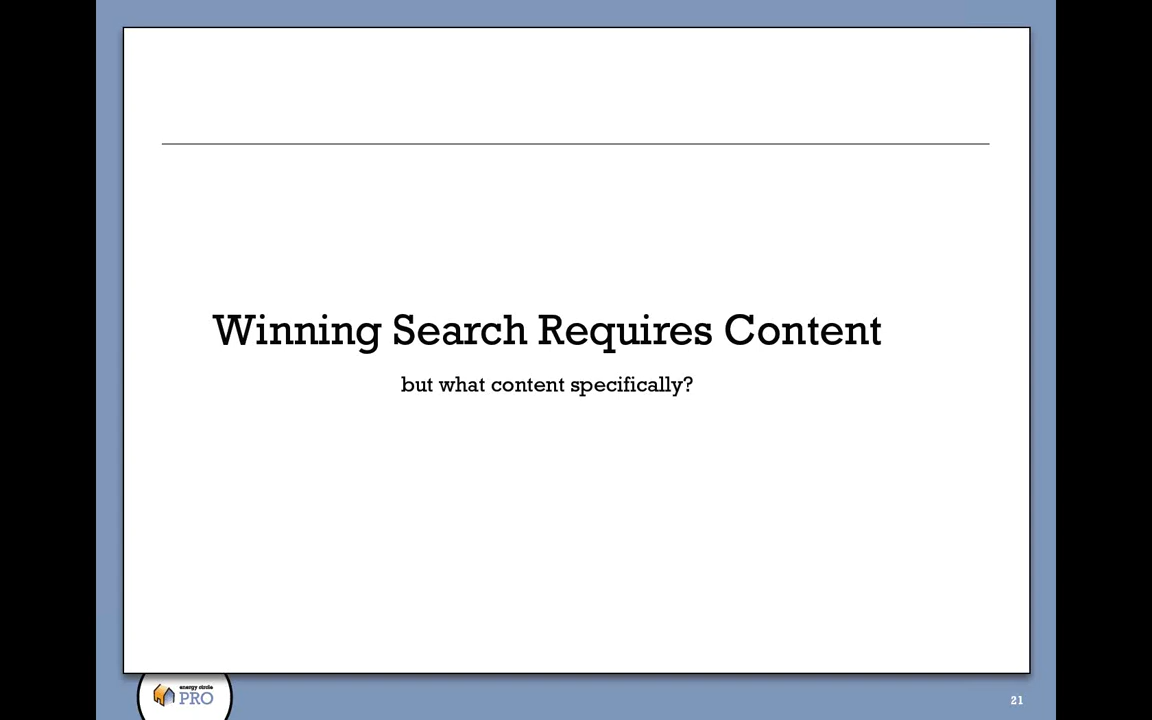 Winning Search Requires Content
but what content specifically?
energy circle
PRO
21